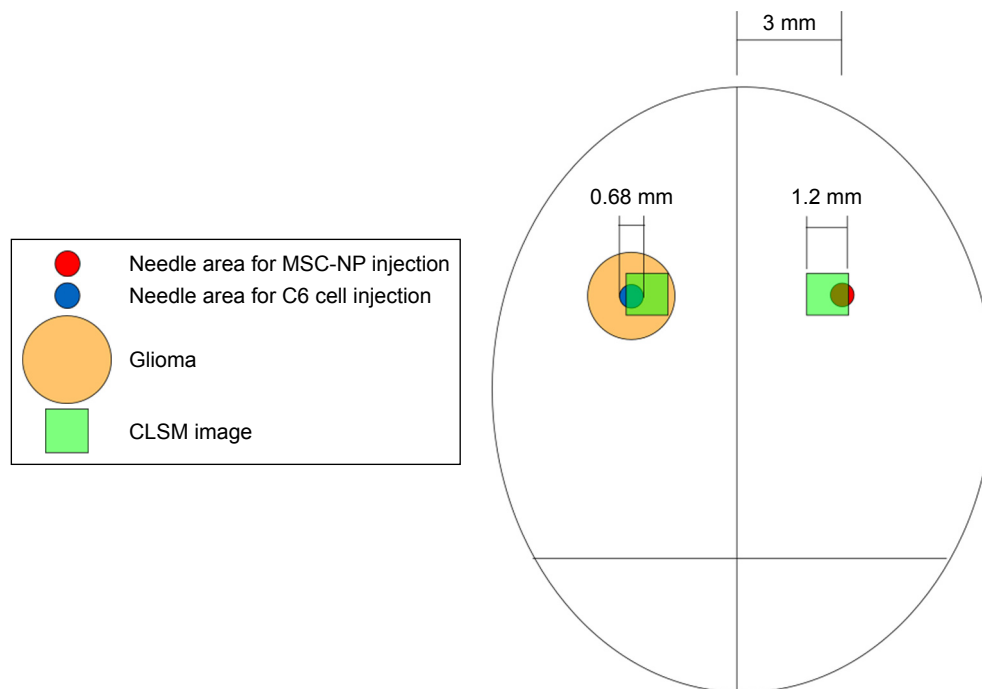 3 mm
0.68 mm
1.2 mm
Needle area for MSC-NP injection
Needle area for C6 cell injection
Glioma
CLSM image